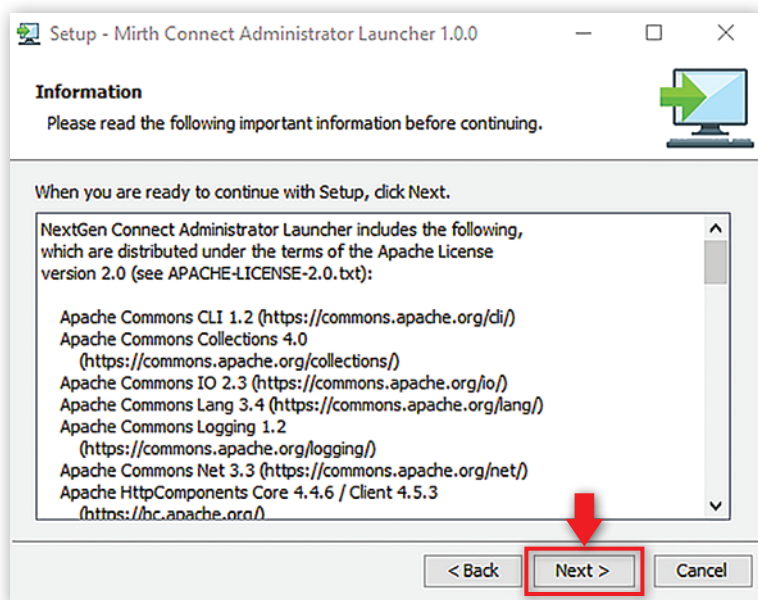 Setup - Mirth Connect Administrator Launcher 1.0.0
Information
Please read the following important information before continuing.
When you are ready to continue with Setup, click Next.
NextGen Connect Administrator Launcher includes the following,
which are distributed under the terms of the Apache License
version 2.0 (see APACHE-LICENSE-2.0.txt):
Apache Commons CLI 1.2 (https://commons.apache.org/cli/)
Apache Commons Collections 4.0
(https://commons.apache.org/collections/)
Apache Commons IO 2.3 (https://commons.apache.org/io/)
Apache Commons Lang 3.4 (https://commons.apache.org/lang/)
Apache Commons Logging 1.2
(https://commons.apache.org/logging/)
Apache Commons Net 3.3 (https://commons.apache.org/net/)
Apache HttpComponents Core 4.4.6 / Client 4.5.3
(https://hc.apache.org/)
< Back Next > Cancel